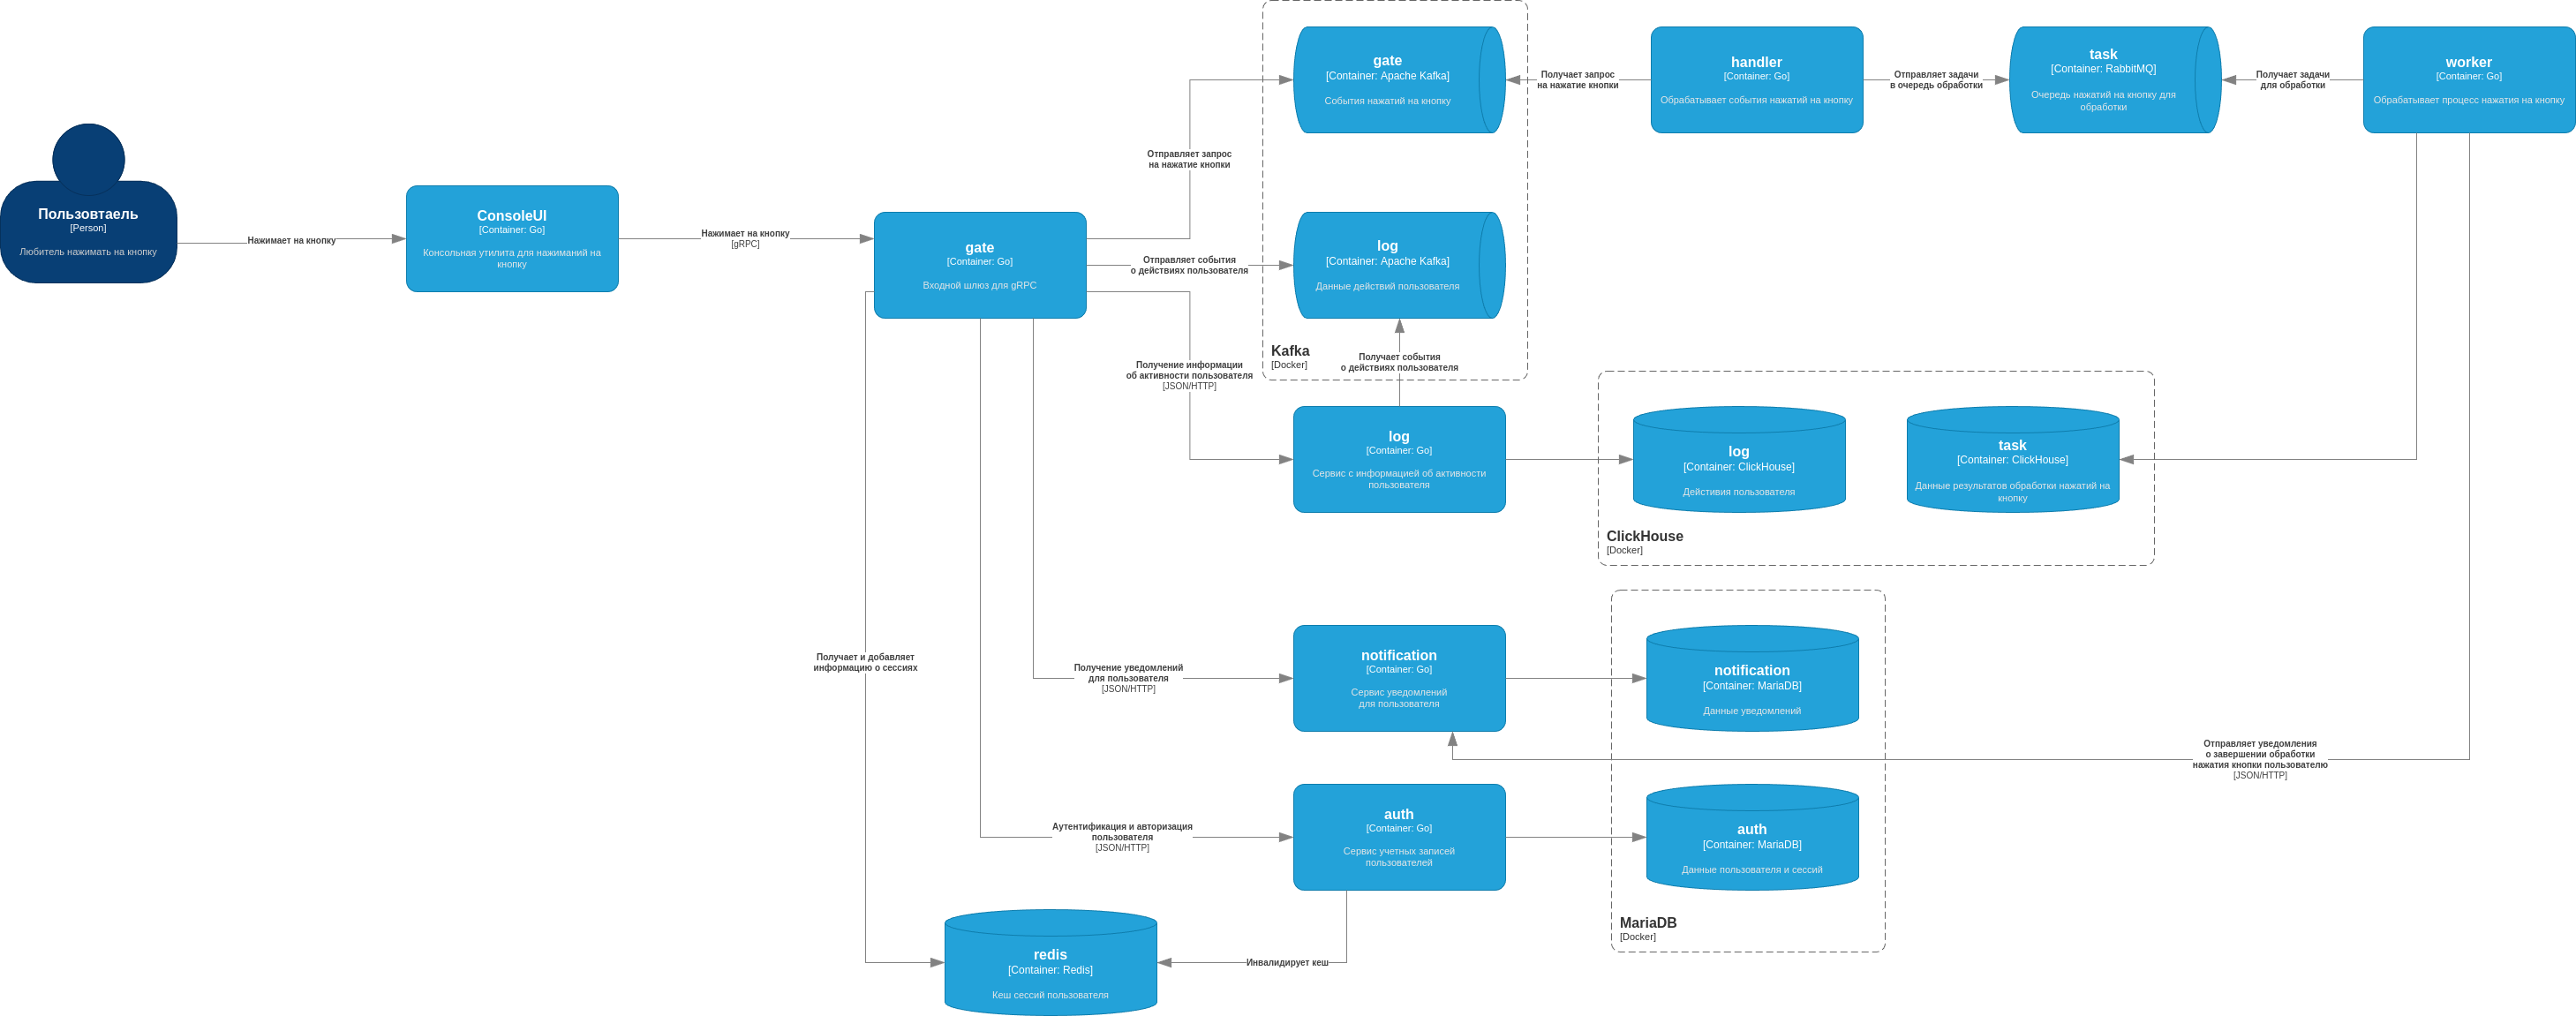 Пользовтаель
[Person]
Любитель нажимать на кнопку
Нажимает на кнопку
ConsoleUI
[Container: Go]
Консольная утилита для нажиманий на
кнопку
Нажимает на кнопку
[gRPC]
gate
[Container: Go]
Входной шлюз для gRPC
Отправляет запрос
на нажатие кнопки
Отправляет события
о действиях пользователя
Получение информации
об активности пользователя
[JSON/HTTP]
gate
[Container: Apache Kafka]
События нажатий на кнопку
log
[Container: Apache Kafka]
Данные действий пользователя
Kafka
[Docker]
Получает запрос
на нажатие кнопки
handler
[Container: Go]
Обрабатывает события нажатий на кнопку
Отправляет задачи
в очередь обработки
task
[Container: RabbitMQ]
Очередь нажатий на кнопку для
обработки
Получает задачи
для обработки
worker
[Container: Go]
Обрабатывает процесс нажатия на кнопку
Получает события
о действиях пользователя
log
[Container: Go]
Сервис с информацией об активности
пользователя
log
[Container: ClickHouse]
Действивия пользователя
task
[Container: ClickHouse]
Данные результатов обработки нажатий на
кнопку
ClickHouse
[Docker]
Получает и добавляет
информацию о сессиях
Получение уведомлений
для пользователя
[JSON/HTTP]
notification
[Container: Go]
Сервис уведомлений
для пользователя
notification
[Container: MariaDB]
Данные уведомлений
Отправляет уведомления
о завершении обработки
нажатия кнопки пользователю
[JSON/HTTP]
Аутентификация и авторизация
пользователя
[JSON/HTTP]
auth
[Container: Go]
Сервис учетных записей
пользователей
auth
[Container: MariaDB]
Данные пользователя и сессий
MariaDB
[Docker]
redis
[Container: Redis]
Кеш сессий пользователя
Инвалидирует кеш